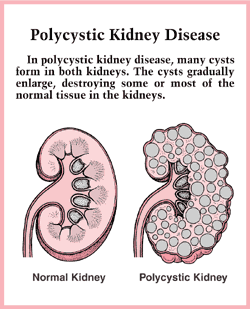 Polycystic Kidney Disease
In polycystic kidney disease, many cysts
form in both kidneys. The cysts gradually
enlarge, destroying some or most of the
normal tissue in the kidneys.
Normal Kidney
Polycystic Kidney